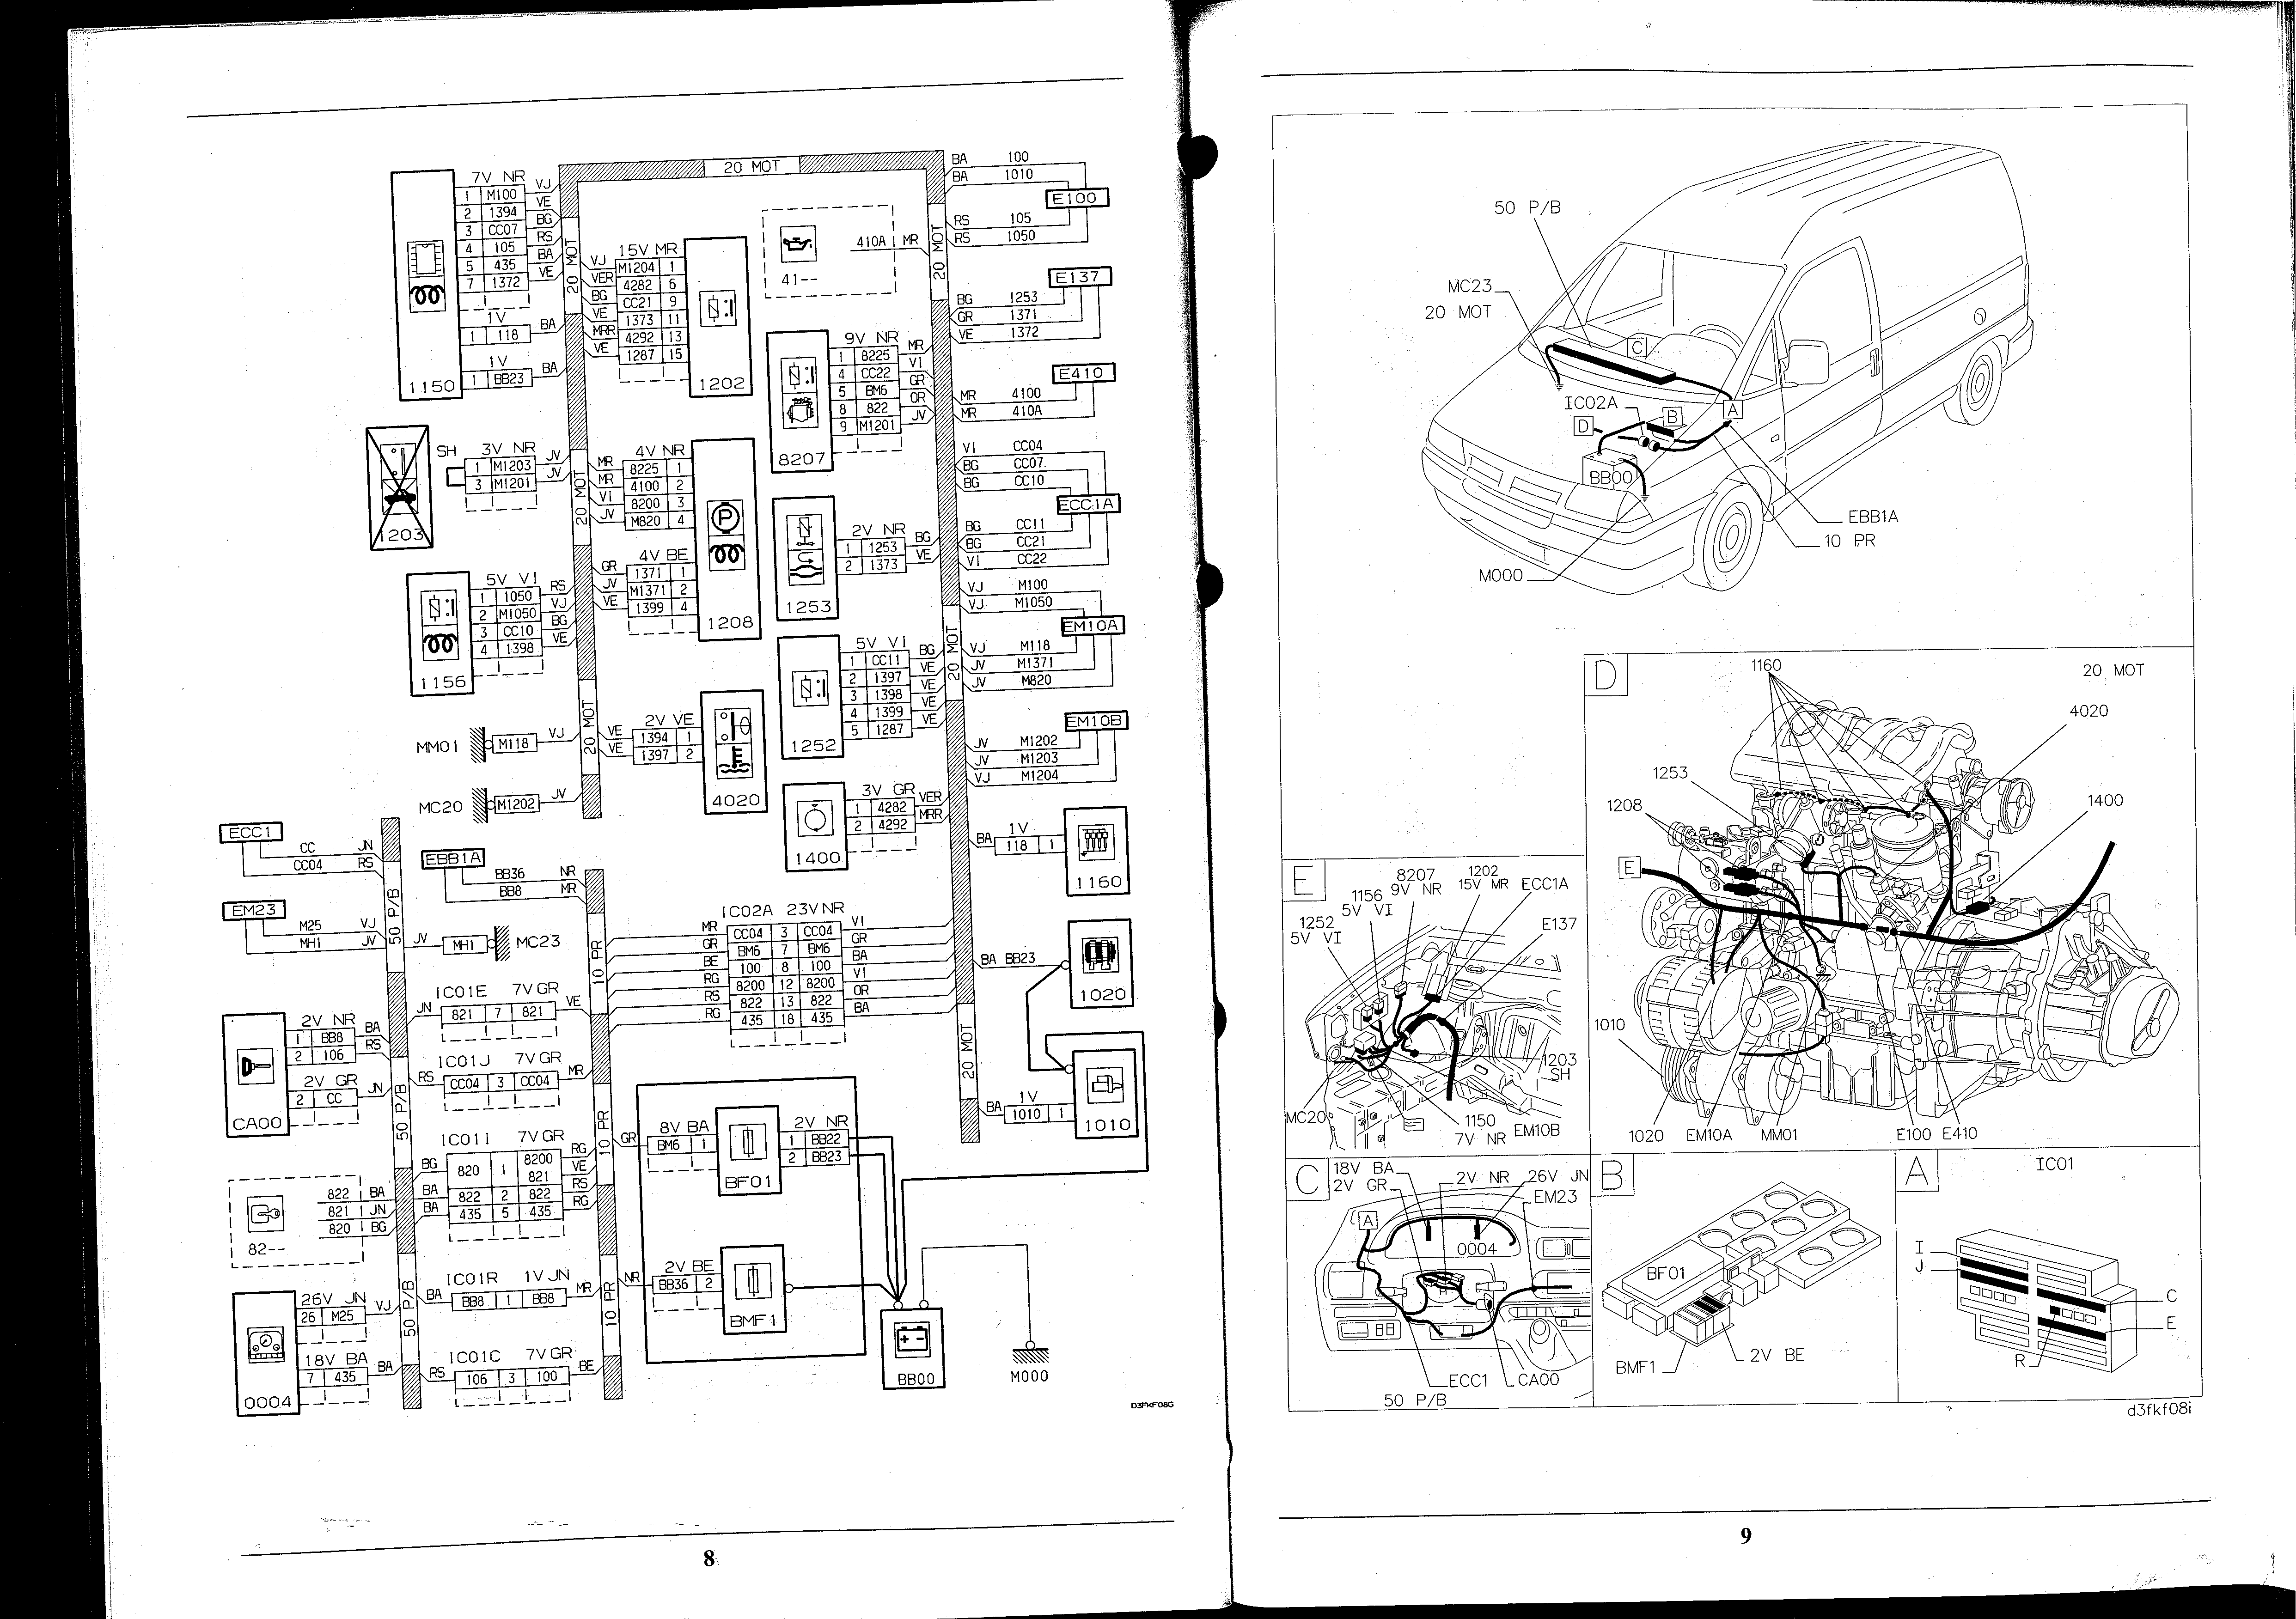 20 MOT
7V NR
1 M100 VJ
2 1394 VE
3 CC07 BG
4 105 RS
5 435 BA
7 1372 VE
1V
1 118 BA
1V
1 BB23 BA
1150
20 MOT
15V MR
VJ M1204 1
VER 4282 6
BG CC21 9
VE 1373 11
MRR 4292 13
VE 1287 15
1202
410A MR
41--
20 MOT
BA 100
BA 1010
E100
RS 105
RS 1050
E137
BG 1253
GR 1371
VE 1372
9V NR
1 8225 MR
4 CC22 VI
5 BM6 GR
8 822 OR
9 M1201 JV
8207
E410
MR 4100
MR 410A
1203
SH
3V NR
1 M1203 JV
3 M1201 JV
20 MOT
4V NR
MR 8225 1
MR 4100 2
VI 8200 3
JV M820 4
4V BE
GR 1371 1
JV M1371 2
VE 1399 4
1208
VI CC04
BG CC07
BG CC10
ECC1A
BG CC11
BG CC21
VI CC22
2V NR
1 1253 BG
2 1373 VE
1253
5V VI
1 1050 RS
2 M1050 VJ
3 CC10 BG
4 1398 VE
1156
VJ M100
VJ M1050
EM10A
VJ M118
JV M1371
JV M820
20 MOT
5V VI
1 CC11 BG
2 1397 VE
3 1398 VE
4 1399 VE
5 1287 VE
1252
EM10B
JV M1202
JV M1203
VJ M1204
MM01 M118 VJ
MC20 M1202 JV
20 MOT
2V VE
VE 1394 1
VE 1397 2
4020
3V GR
1 4282 VER
2 4292 MRR
1400
1V
BA 118 1
1160
ECC1
CC JN
CC04 RS
EM23
M25 VJ
MH1 JV
50 P/B
JV MH1 MC23
EBB1A
BB36 NR
BB8 MR
10 PR
IC02A 23V NR
MR CC04 3 CC04 VI
GR BM6 7 BM6 GR
BE 100 8 100 BA
RG 8200 12 8200 VI
RS 822 13 822 OR
RG 435 18 435 BA
BA BB23
1020
20 MOT
1V
BA 1010 1
1010
IC01E 7V GR
JN 821 7 821 VE
IC01J 7V GR
RS CC04 3 CC04 MR
2V NR
1 BB8 BA
2 106 RS
2V GR
2 CC JN
CA00
50 P/B
10 PR
IC01I 7V GR
BG 820 1 8200 RG
821 VE
BA 822 2 822 RS
BA 435 5 435 RG
822 BA
821 JN
820 BG
82--
GR
8V BA
BM6 1
BF01
2V NR
1 BB22
2 BB23
NR
2V BE
BB36 2
BMF1
BB00
M000
50 P/B
10 PR
IC01R 1V JN
BA BB8 1 BB8 MR
IC01C 7V GR
RS 106 3 100 BE
26V JN
26 M25 VJ
18V BA
7 435 BA
0004
D3FKF08G
8
50 P/B
MC23
20 MOT
C
IC02A
B
A
D
BB00
EBB1A
10 PR
M000
D
1160
20 MOT
4020
1253
1208
1400
E
1010
1020
EM10A
MM01
E100
E410
E
8207
9V NR
1202
15V MR
ECC1A
1156
5V VI
1252
5V VI
E137
1203
SH
MC20
1150
7V NR
EM10B
C
18V BA
2V GR
2V NR
26V JN
EM23
A
0004
ECC1
CA00
50 P/B
B
BF01
BMF1
2V BE
A
IC01
I
J
C
E
R
d3fkf08i
9